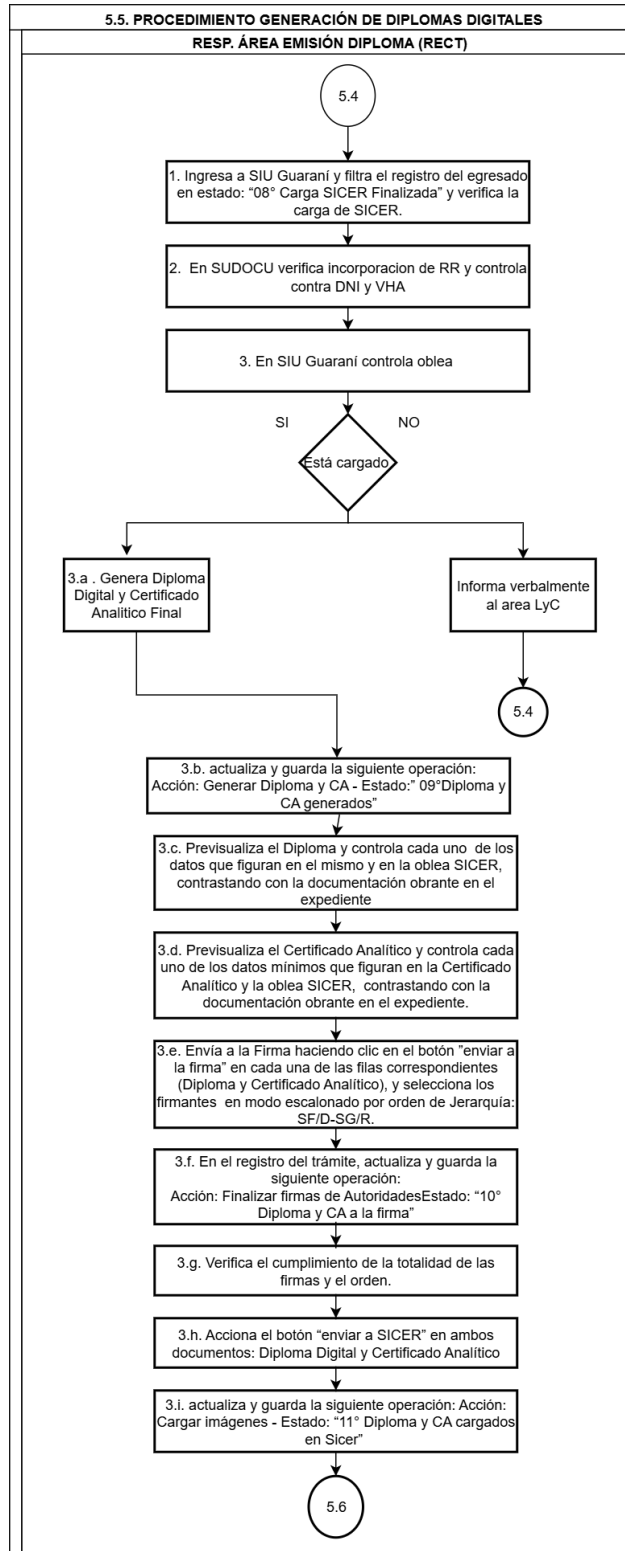 5.5. PROCEDIMIENTO GENERACIÓN DE DIPLOMAS DIGITALES
RESP. ÁREA EMISIÓN DIPLOMA (RECT)
5.4
1. Ingresa a SIU Guaraní y filtra el registro del egresado
en estado: “08° Carga SICER Finalizada” y verifica la
carga de SICER.
2. En SUDOCU verifica incorporacion de RR y controla
contra DNI y VHA
3. En SIU Guaraní controla oblea
SI
NO
Está cargado
3.a . Genera Diploma
Digital y Certificado
Analitico Final
Informa verbalmente
al area LyC
5.4
3.b. actualiza y guarda la siguiente operación:
Acción: Generar Diploma y CA - Estado:” 09°Diploma y
CA generados”
3.c. Previsualiza el Diploma y controla cada uno de los
datos que figuran en el mismo y en la oblea SICER,
contrastando con la documentación obrante en el
expediente
3.d. Previsualiza el Certificado Analítico y controla cada
uno de los datos mínimos que figuran en la Certificado
Analítico y la oblea SICER, contrastando con la
documentación obrante en el expediente.
3.e. Envía a la Firma haciendo clic en el botón ”enviar a
la firma” en cada una de las filas correspondientes
(Diploma y Certificado Analítico), y selecciona los
firmantes en modo escalonado por orden de Jerarquía:
SF/D-SG/R.
3.f. En el registro del trámite, actualiza y guarda la
siguiente operación:
Acción: Finalizar firmas de AutoridadesEstado: “10°
Diploma y CA a la firma”
3.g. Verifica el cumplimiento de la totalidad de las
firmas y el orden.
3.h. Acciona el botón “enviar a SICER” en ambos
documentos: Diploma Digital y Certificado Analítico
3.i. actualiza y guarda la siguiente operación: Acción:
Cargar imágenes - Estado: “11° Diploma y CA cargados
en Sicer”
5.6